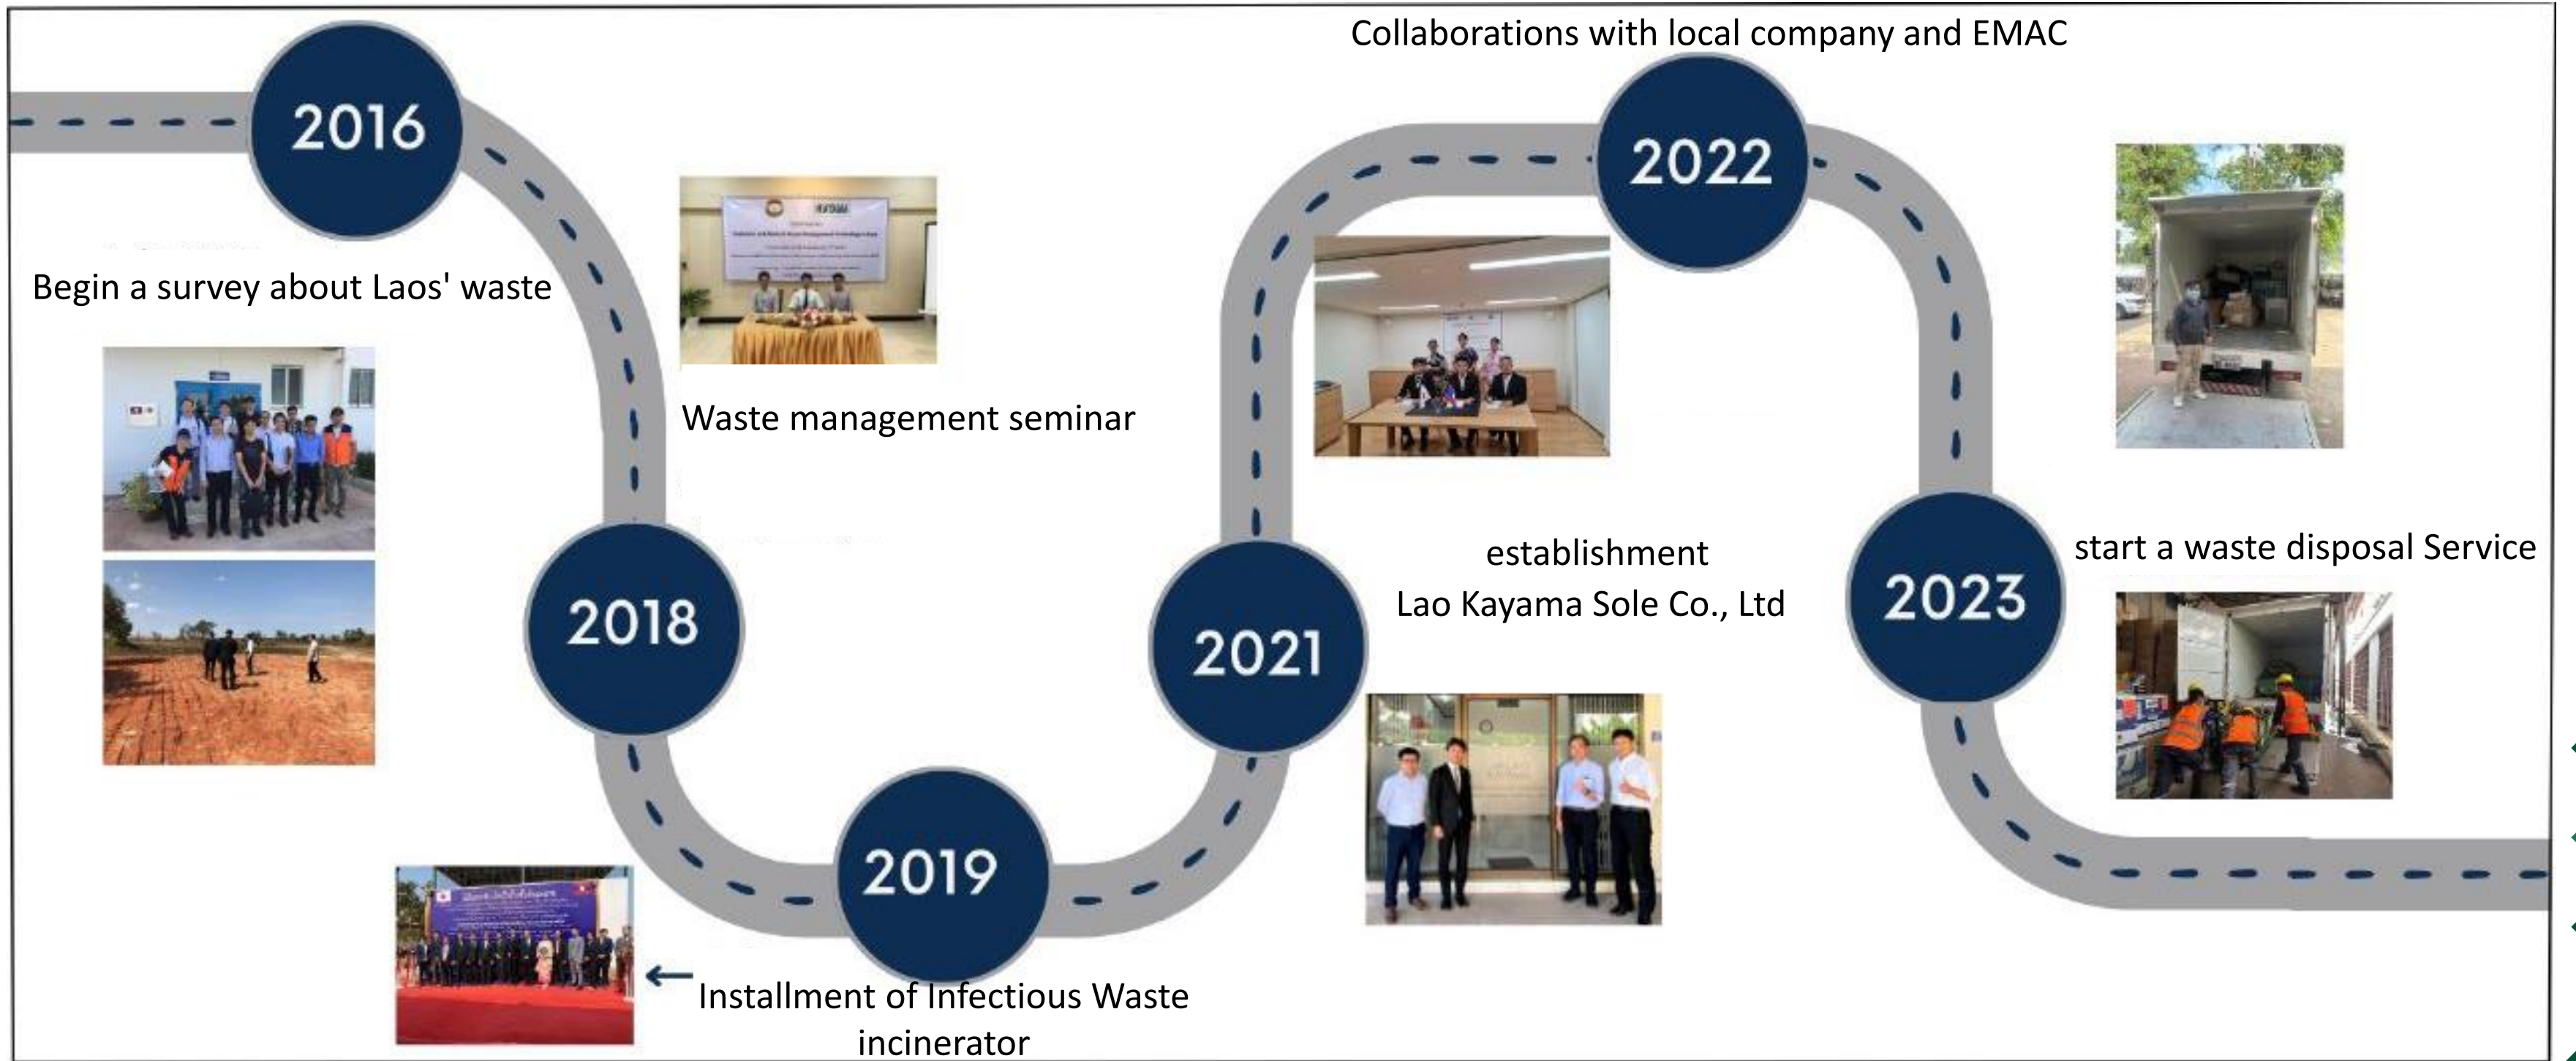 2016
Begin a survey about Laos' waste
Waste management seminar
2018
2019
Installment of Infectious Waste
incinerator
2021
establishment
Lao Kayama Sole Co., Ltd
Collaborations with local company and EMAC
2022
2023
start a waste disposal Service